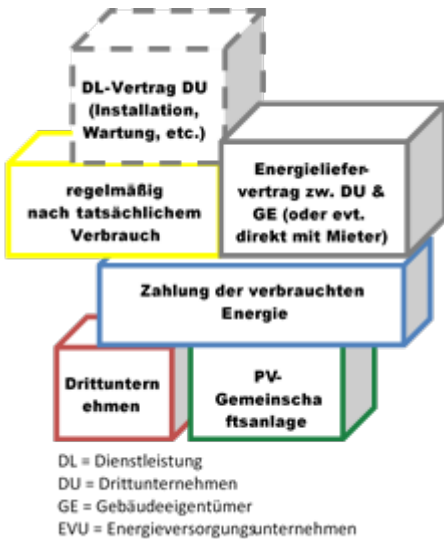 DL-Vertrag DU
(Installation,
Wartung, etc.)
regelmäßig
nach tatsächlichem
Verbrauch
Energieliefer-
vertrag zw. DU &
GE (oder evt.
direkt mit Mieter)
Zahlung der verbrauchten
Energie
Drittuntern
ehmen
PV-
Gemeinscha
ftsanlage
DL = Dienstleistung
DU = Drittunternehmen
GE = Gebäudeeigentümer
EVU = Energieversorgungsunternehmen